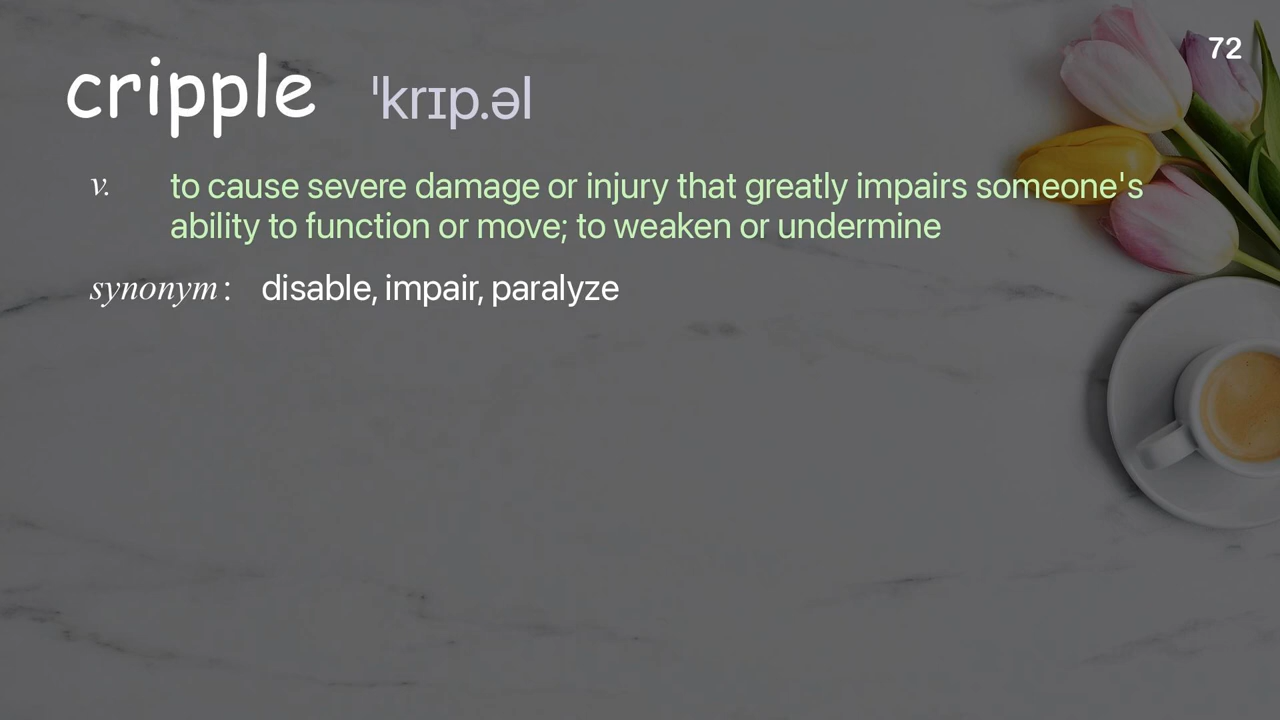 72
cripple ˈkrɪp.əl
v. to cause severe damage or injury that greatly impairs someone's
ability to function or move; to weaken or undermine
synonym : disable, impair, paralyze